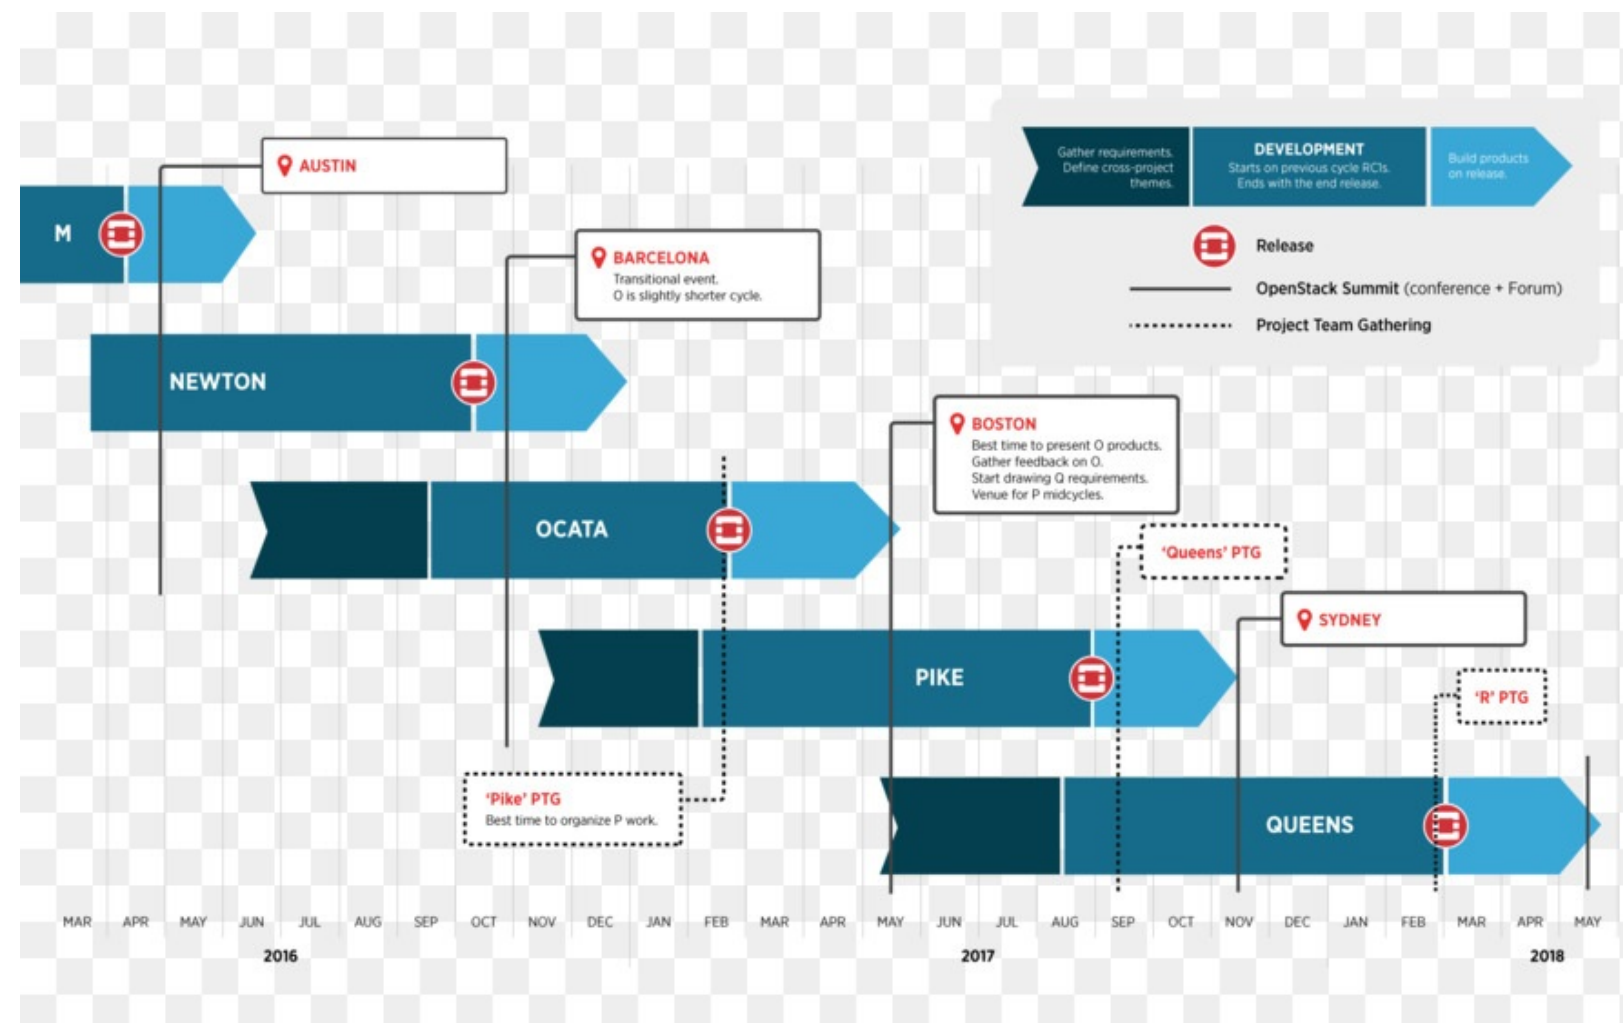 AUSTIN
M
BARCELONA
Transitional event.
O is slightly shorter cycle.
Gather requirements.
Define cross-project
themes.
DEVELOPMENT
Starts on previous cycle RCIs.
Ends with the end release.
Build products
on release.
Release
OpenStack Summit (conference + Forum)
Project Team Gathering
NEWTON
BOSTON
Best time to present O products.
Gather feedback on O.
Start drawing Q requirements.
Venue for P midcycles.
OCATA
'Queens' PTG
SYDNEY
PIKE
'R' PTG
'Pike' PTG
Best time to organize P work.
QUEENS
MAR APR MAY JUN JUL AUG SEP OCT NOV DEC JAN FEB MAR APR MAY JUN JUL AUG SEP OCT NOV DEC JAN FEB MAR APR MAY
2016 2017 2018